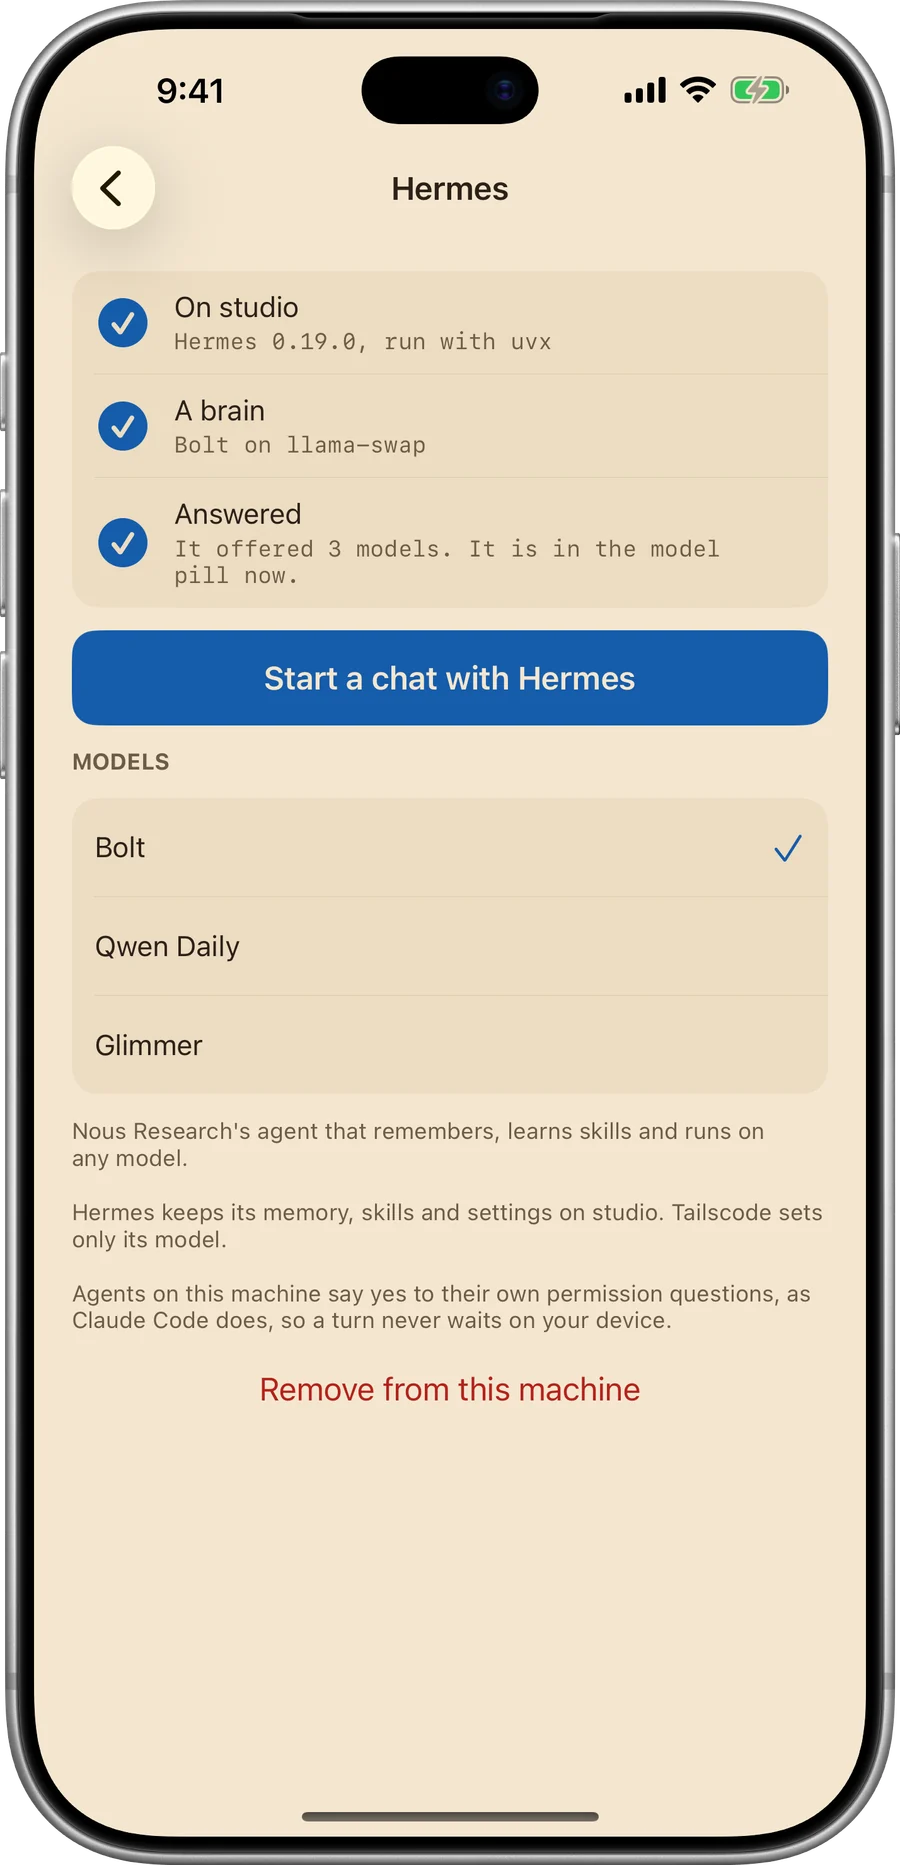 9:41
Hermes
On studio
Hermes 0.19.0, run with uvx
A brain
Bolt on llama-swap
Answered
It offered 3 models. It is in the model
pill now.
Start a chat with Hermes
MODELS
Bolt
Qwen Daily
Glimmer
Nous Research's agent that remembers, learns skills and runs on
any model.
Hermes keeps its memory, skills and settings on studio. Tailscode sets
only its model.
Agents on this machine say yes to their own permission questions, as
Claude Code does, so a turn never waits on your device.
Remove from this machine